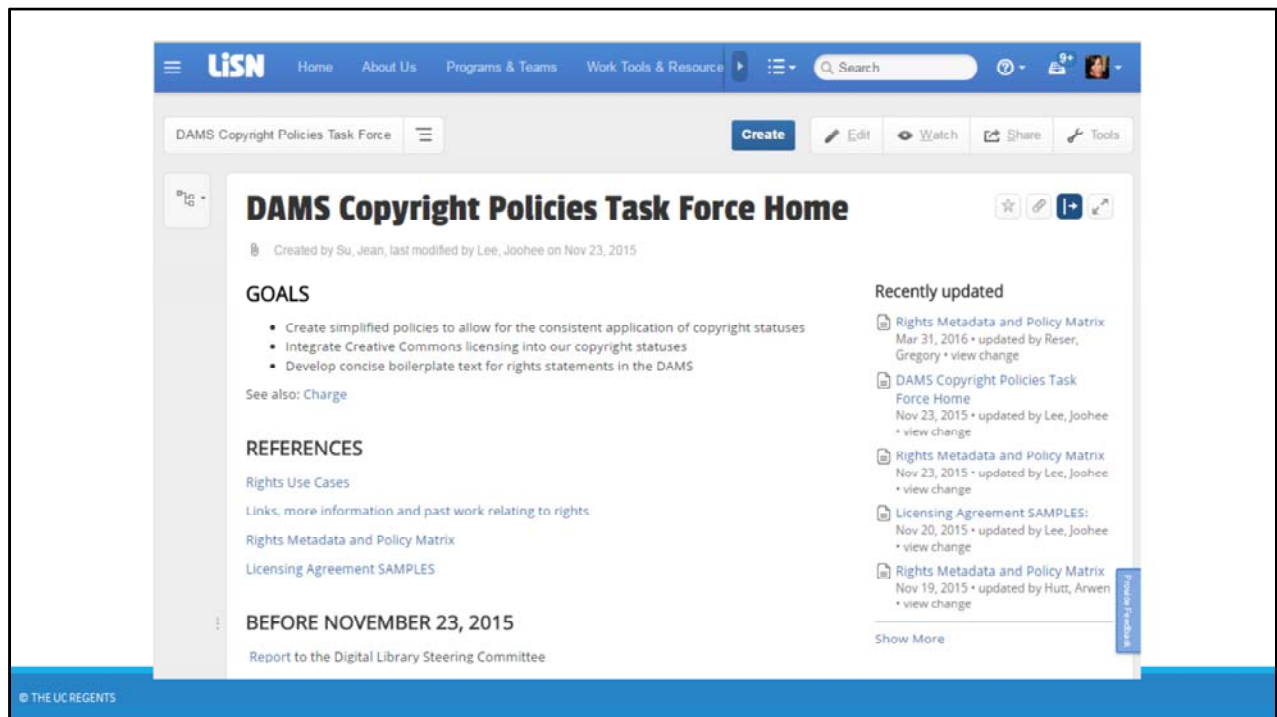 LiSN Home About Us Programs & Teams Work Tools & Resource Search 9+
DAMS Copyright Policies Task Force Create Edit Watch Share Tools
DAMS Copyright Policies Task Force Home
Created by Su, Jean, last modified by Lee, Joohee on Nov 23, 2015
GOALS
• Create simplified policies to allow for the consistent application of copyright statuses
• Integrate Creative Commons licensing into our copyright statuses
• Develop concise boilerplate text for rights statements in the DAMS
See also: Charge
REFERENCES
Rights Use Cases
Links, more information and past work relating to rights
Rights Metadata and Policy Matrix
Licensing Agreement SAMPLES
BEFORE NOVEMBER 23, 2015
Report to the Digital Library Steering Committee
Recently updated
Rights Metadata and Policy Matrix
Mar 31, 2016 • updated by Reser,
Gregory • view change
DAMS Copyright Policies Task
Force Home
Nov 23, 2015 • updated by Lee, Joohee
• view change
Rights Metadata and Policy Matrix
Nov 23, 2015 • updated by Lee, Joohee
• view change
Licensing Agreement SAMPLES:
Nov 20, 2015 • updated by Lee, Joohee
• view change
Rights Metadata and Policy Matrix
Nov 19, 2015 • updated by Hutt, Arwen
• view change
Show More
Provide Feedback
© THE UC REGENTS